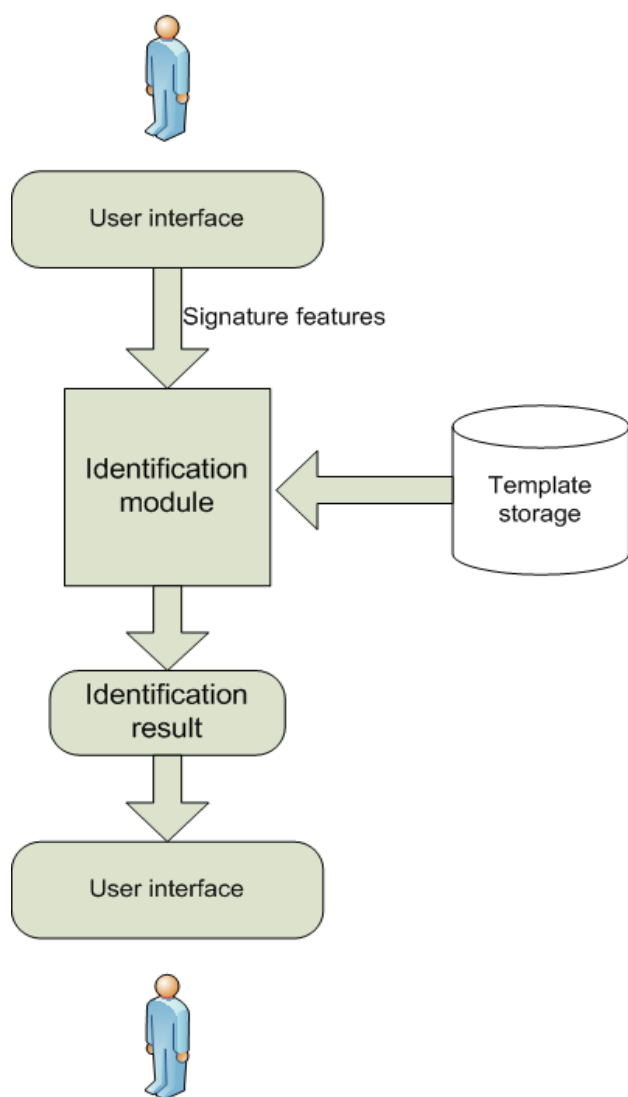 User interface
Signature features
Identification
module
Template
storage
Identification
result
User interface